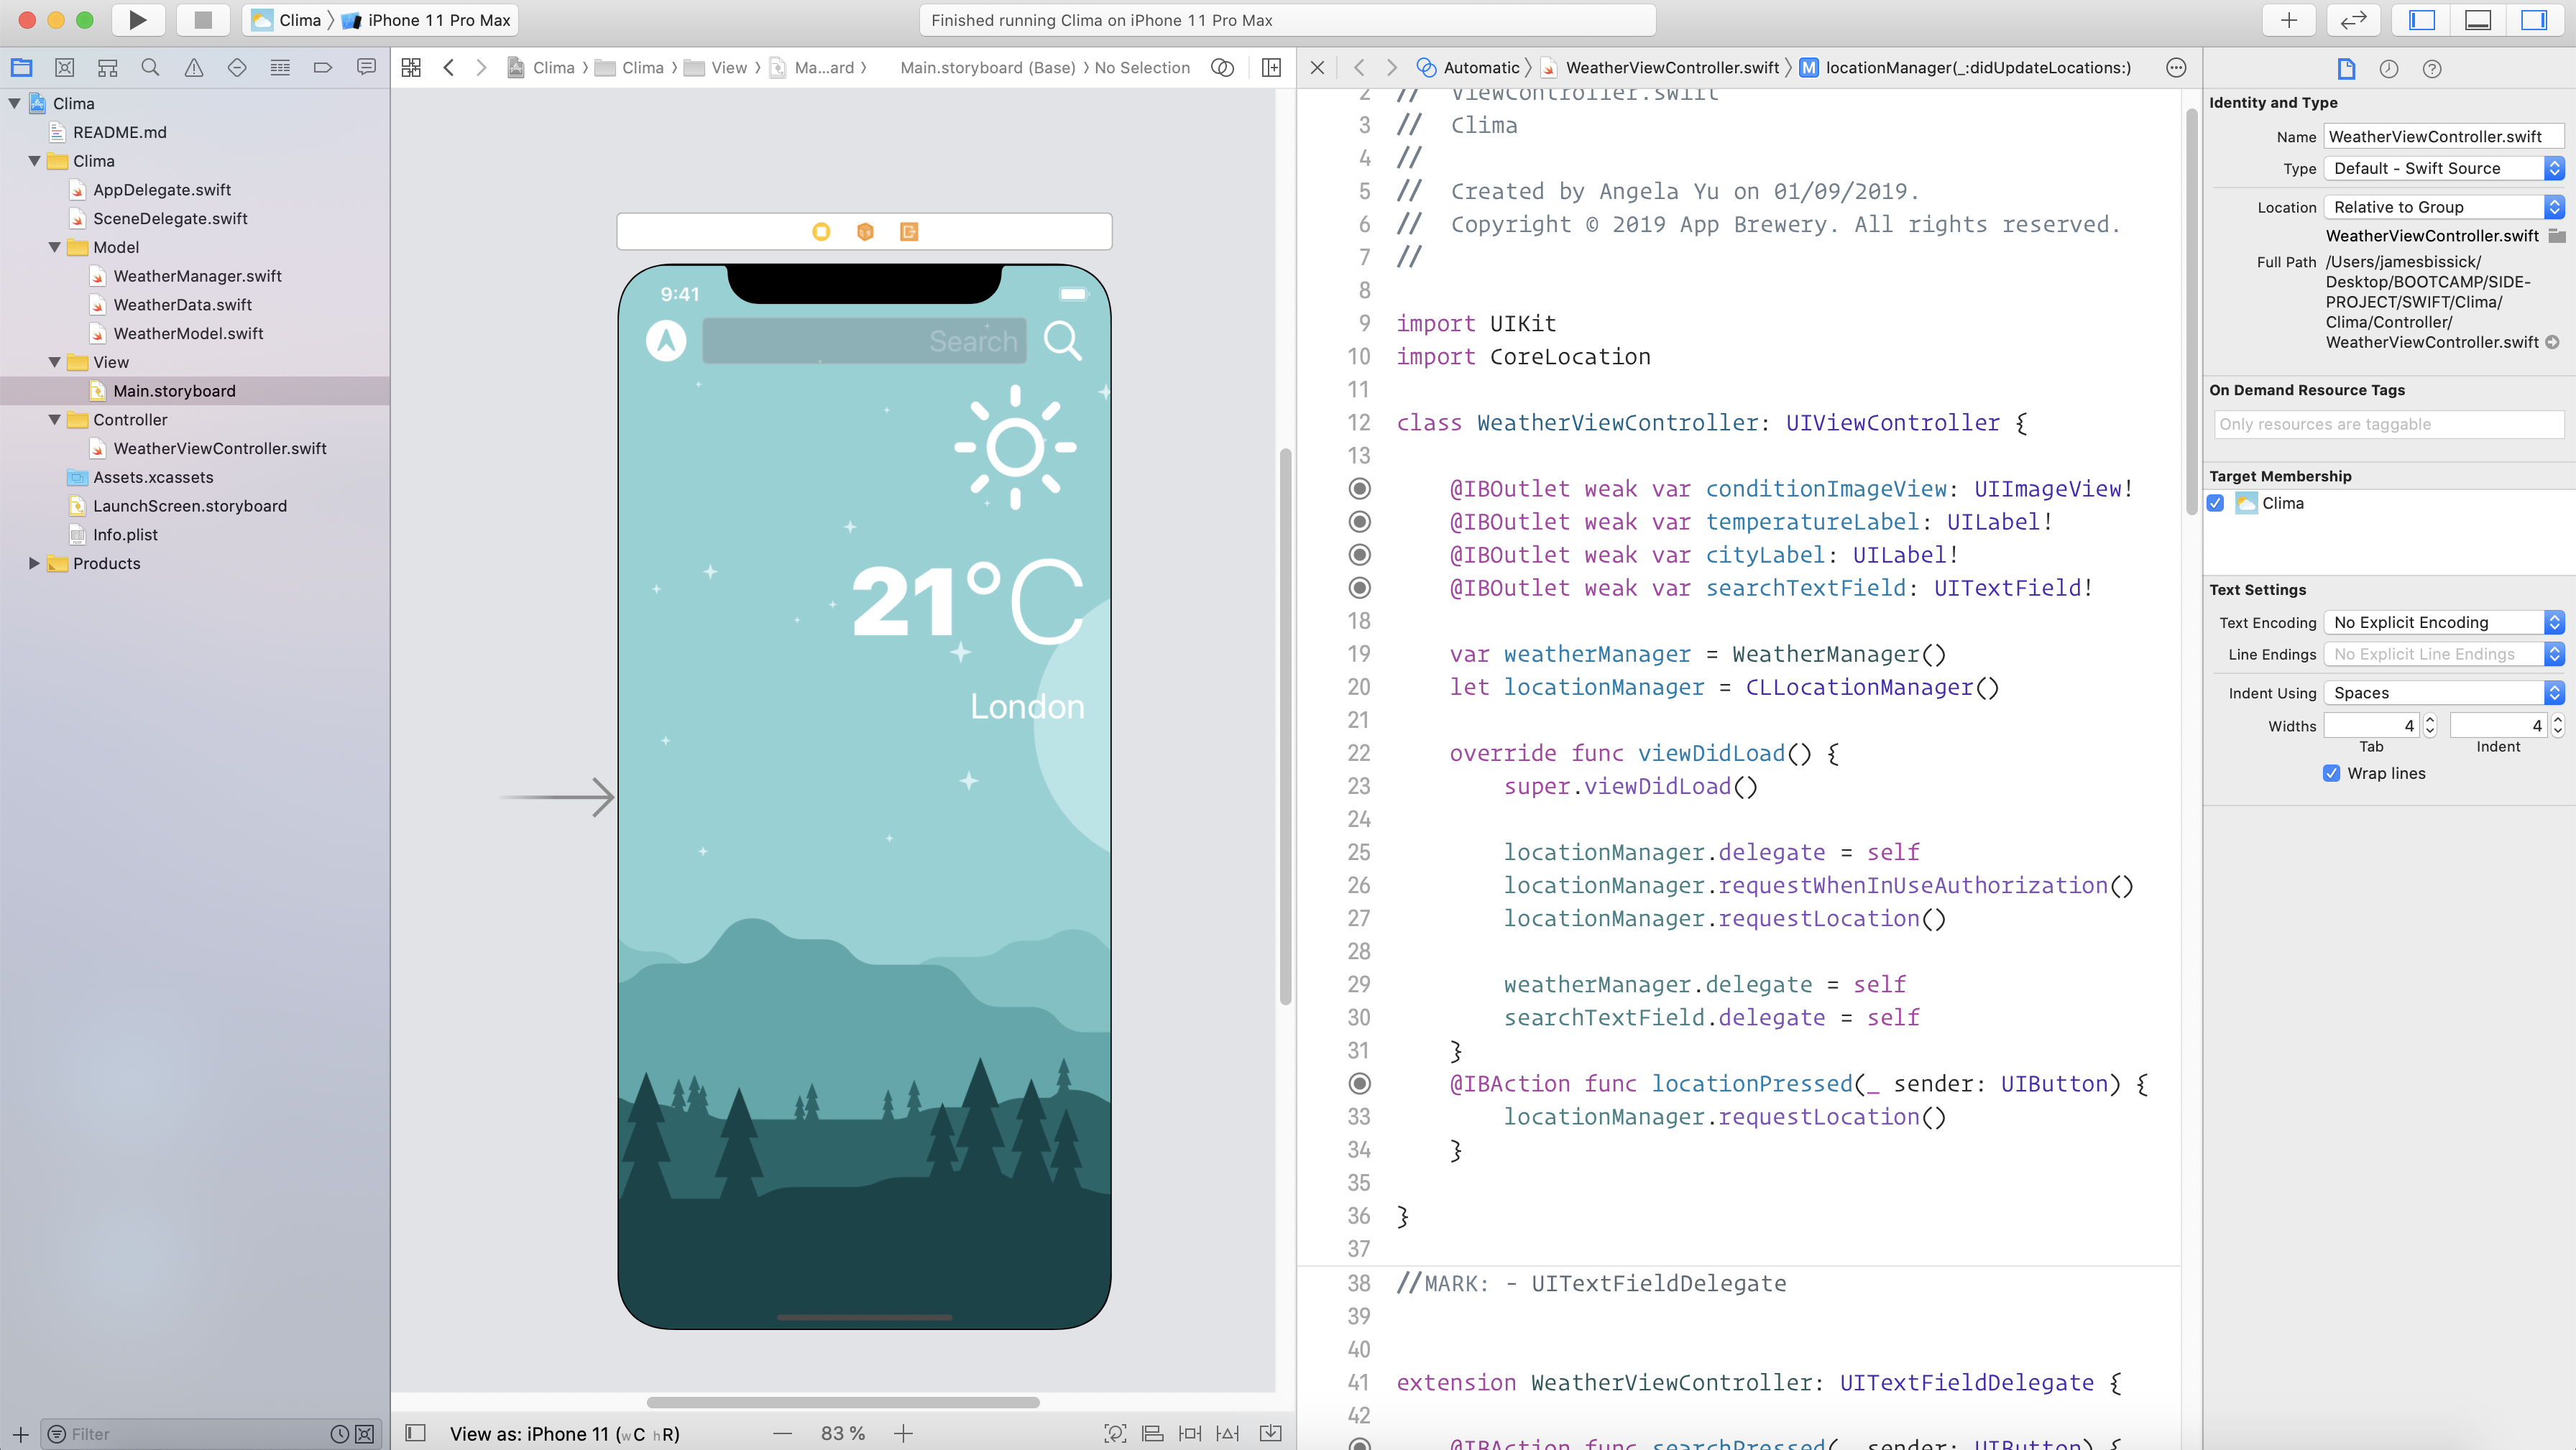 Clima
iPhone 11 Pro Max
Finished running Clima on iPhone 11 Pro Max
Clima
README.md
Clima
AppDelegate.swift
SceneDelegate.swift
Model
WeatherManager.swift
WeatherData.swift
WeatherModel.swift
View
Main.storyboard
Controller
WeatherViewController.swift
Assets.xcassets
LaunchScreen.storyboard
Info.plist
Products
Filter
Clima
Clima
View
Ma...ard
Main.storyboard (Base)
No Selection
9:41
Search
21°C
London
View as: iPhone 11 (wC hR)
83 %
Automatic
WeatherViewController.swift
M locationManager(_:didUpdateLocations:)
2 //  ViewController.swift
3 //  Clima
4 //
5 //  Created by Angela Yu on 01/09/2019.
6 //  Copyright © 2019 App Brewery. All rights reserved.
7 //
8
9 import UIKit
10 import CoreLocation
11
12 class WeatherViewController: UIViewController {
13
@IBOutlet weak var conditionImageView: UIImageView!
@IBOutlet weak var temperatureLabel: UILabel!
@IBOutlet weak var cityLabel: UILabel!
@IBOutlet weak var searchTextField: UITextField!
18
19 var weatherManager = WeatherManager()
20 let locationManager = CLLocationManager()
21
22 override func viewDidLoad() {
23 super.viewDidLoad()
24
25 locationManager.delegate = self
26 locationManager.requestWhenInUseAuthorization()
27 locationManager.requestLocation()
28
29 weatherManager.delegate = self
30 searchTextField.delegate = self
31 }
@IBAction func locationPressed(_ sender: UIButton) {
33 locationManager.requestLocation()
34 }
35
36 }
37
38 //MARK: - UITextFieldDelegate
39
40
41 extension WeatherViewController: UITextFieldDelegate {
42
@IBAction func searchPressed(_ sender: UIButton) {
Identity and Type
Name WeatherViewController.swift
Type Default - Swift Source
Location Relative to Group
WeatherViewController.swift
Full Path /Users/jamesbissick/
Desktop/BOOTCAMP/SIDE-
PROJECT/SWIFT/Clima/
Clima/Controller/
WeatherViewController.swift
On Demand Resource Tags
Only resources are taggable
Target Membership
Clima
Text Settings
Text Encoding No Explicit Encoding
Line Endings No Explicit Line Endings
Indent Using Spaces
Widths 4 4
Tab Indent
Wrap lines